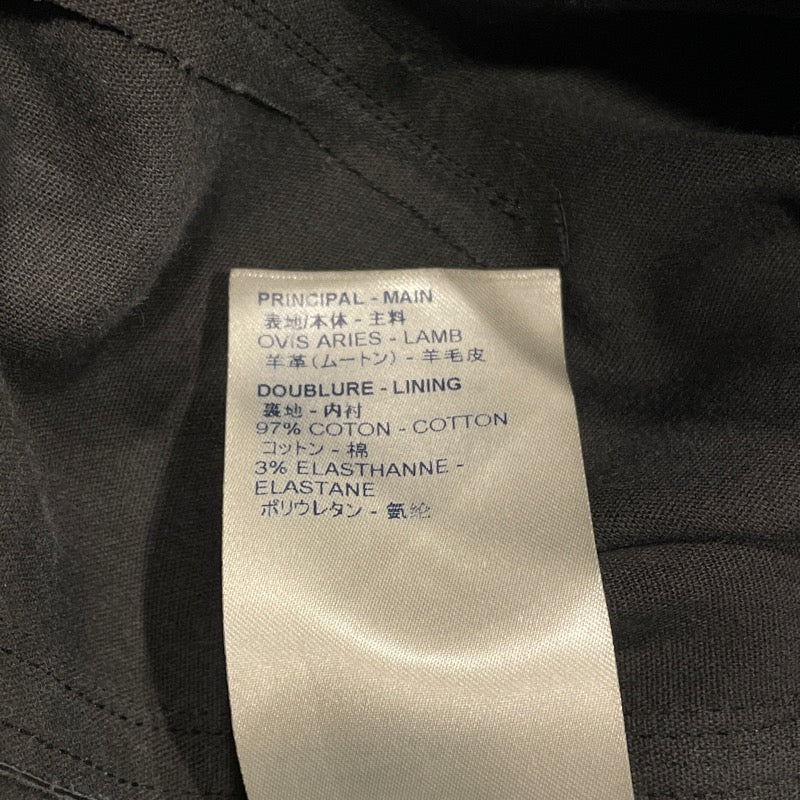 PRINCIPAL - MAIN
表地/本体 - 主料
OVIS ARIES - LAMB
羊革(ムートン) - 羊毛皮
DOUBLURE - LINING
裏地 - 内衬
97% COTON - COTTON
コットン - 棉
3% ELASTHANNE -
ELASTANE
ポリウレタン - 氨纶